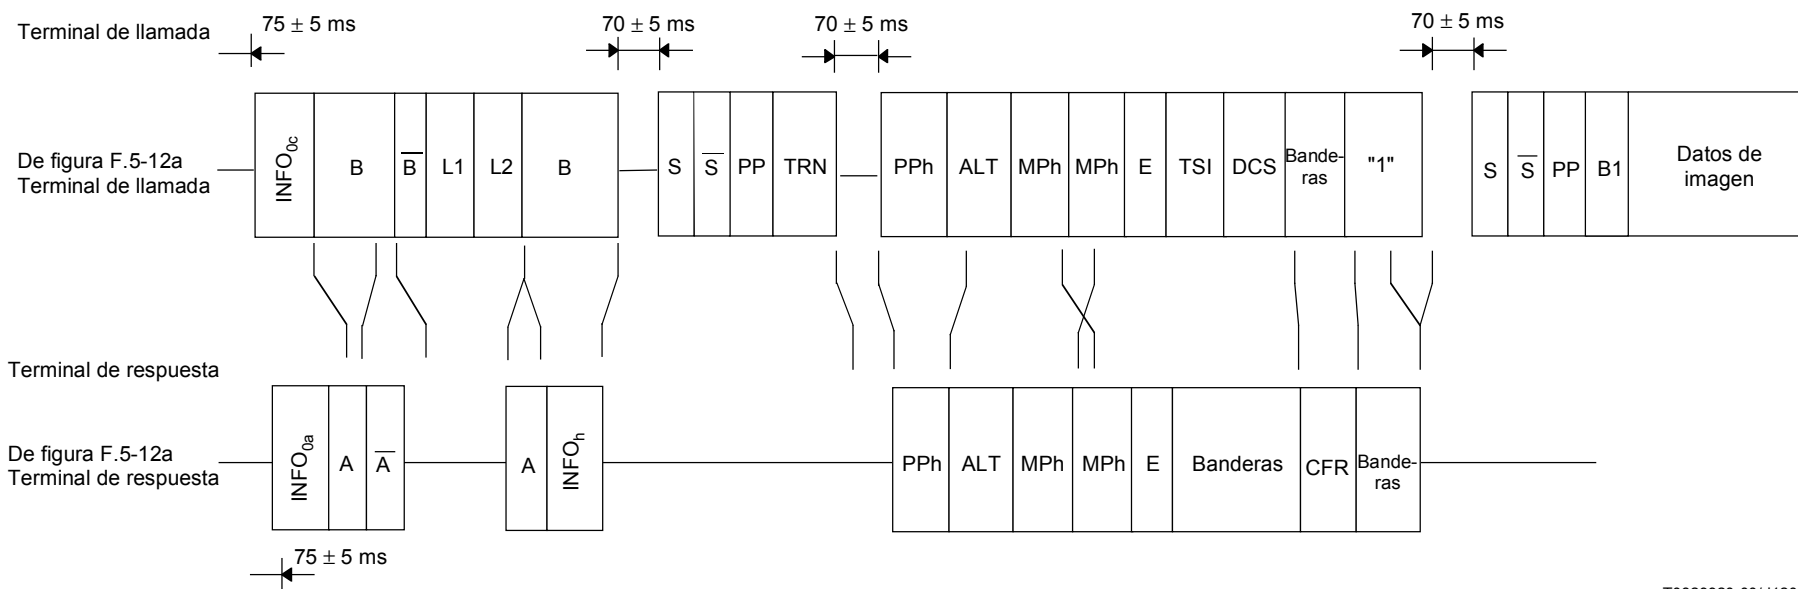 Terminal de llamada
75 ± 5 ms
70 ± 5 ms
70 ± 5 ms
70 ± 5 ms
De figura F.5-12a
Terminal de llamada
INFO0c
B
B̅
L1
L2
B
S
S̅
PP
TRN
PPh
ALT
MPh
MPh
E
TSI
DCS
Bande-
ras
"1"
S
S̅
PP
B1
Datos de
imagen
Terminal de respuesta
De figura F.5-12a
Terminal de respuesta
INFO0a
A
A̅
A
INFOh
PPh
ALT
MPh
MPh
E
Banderas
CFR
Bande-
ras
75 ± 5 ms